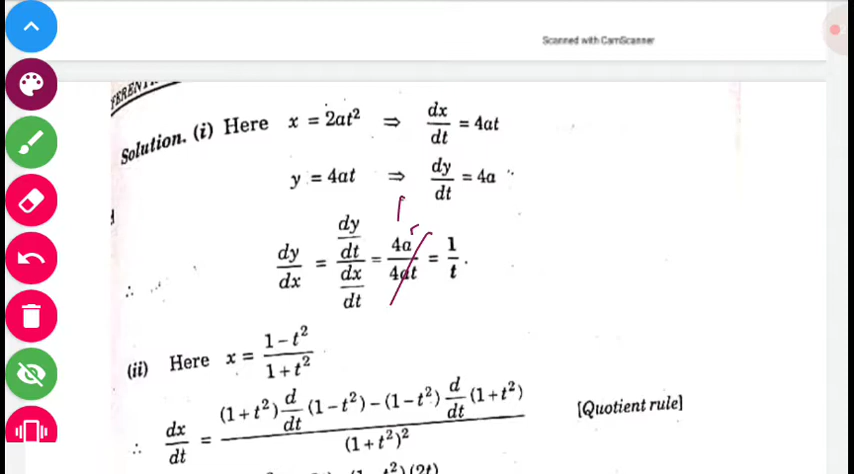 Scanned with CamScanner
Solution. (i) Here x = 2at² ⇒ dx/dt = 4at
y = 4at ⇒ dy/dt = 4a
∴ dy/dx = (dy/dt)/(dx/dt) = 4a/4at = 1/t.
(ii) Here x = (1−t²)/(1+t²)
∴ dx/dt = ((1+t²) d/dt (1−t²) − (1−t²) d/dt (1+t²))/(1+t²)² [Quotient rule]